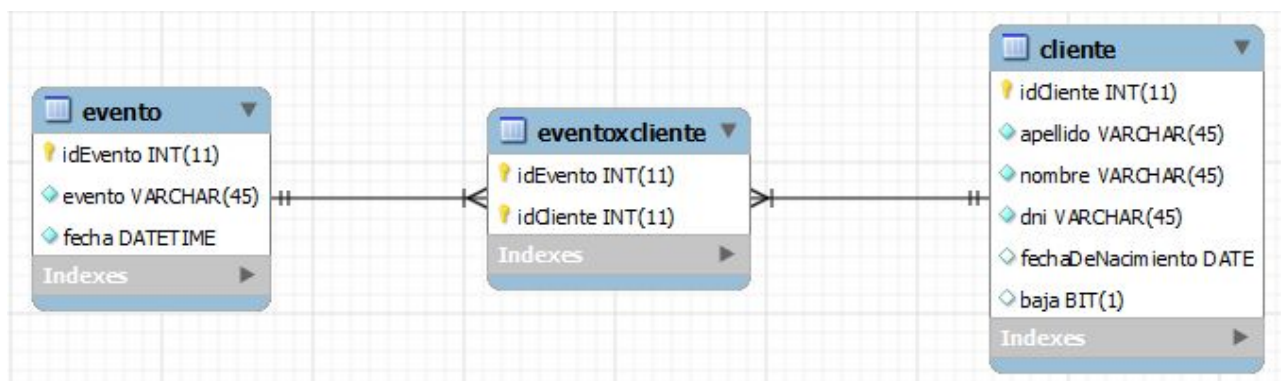 evento
idEvento INT(11)
evento VARCHAR(45)
fecha DATETIME
Indexes
eventoxcliente
idEvento INT(11)
idCliente INT(11)
Indexes
cliente
idCliente INT(11)
apellido VARCHAR(45)
nombre VARCHAR(45)
dni VARCHAR(45)
fechaDeNacimiento DATE
baja BIT(1)
Indexes